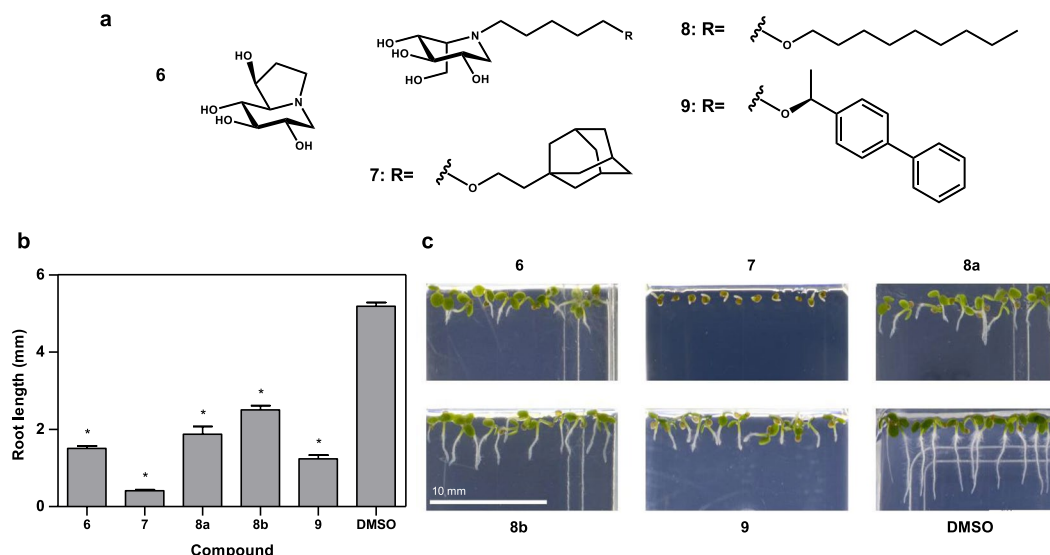 a
6
HO
HO
HO
OH
N
HO
HO
HO
OH
N
R
7: R=
O
8: R=
O
9: R=
O
b
Root length (mm)
6
4
2
0
*
*
*
*
*
6 7 8a 8b 9 DMSO
Compound
c
6 7 8a
10 mm
8b 9 DMSO